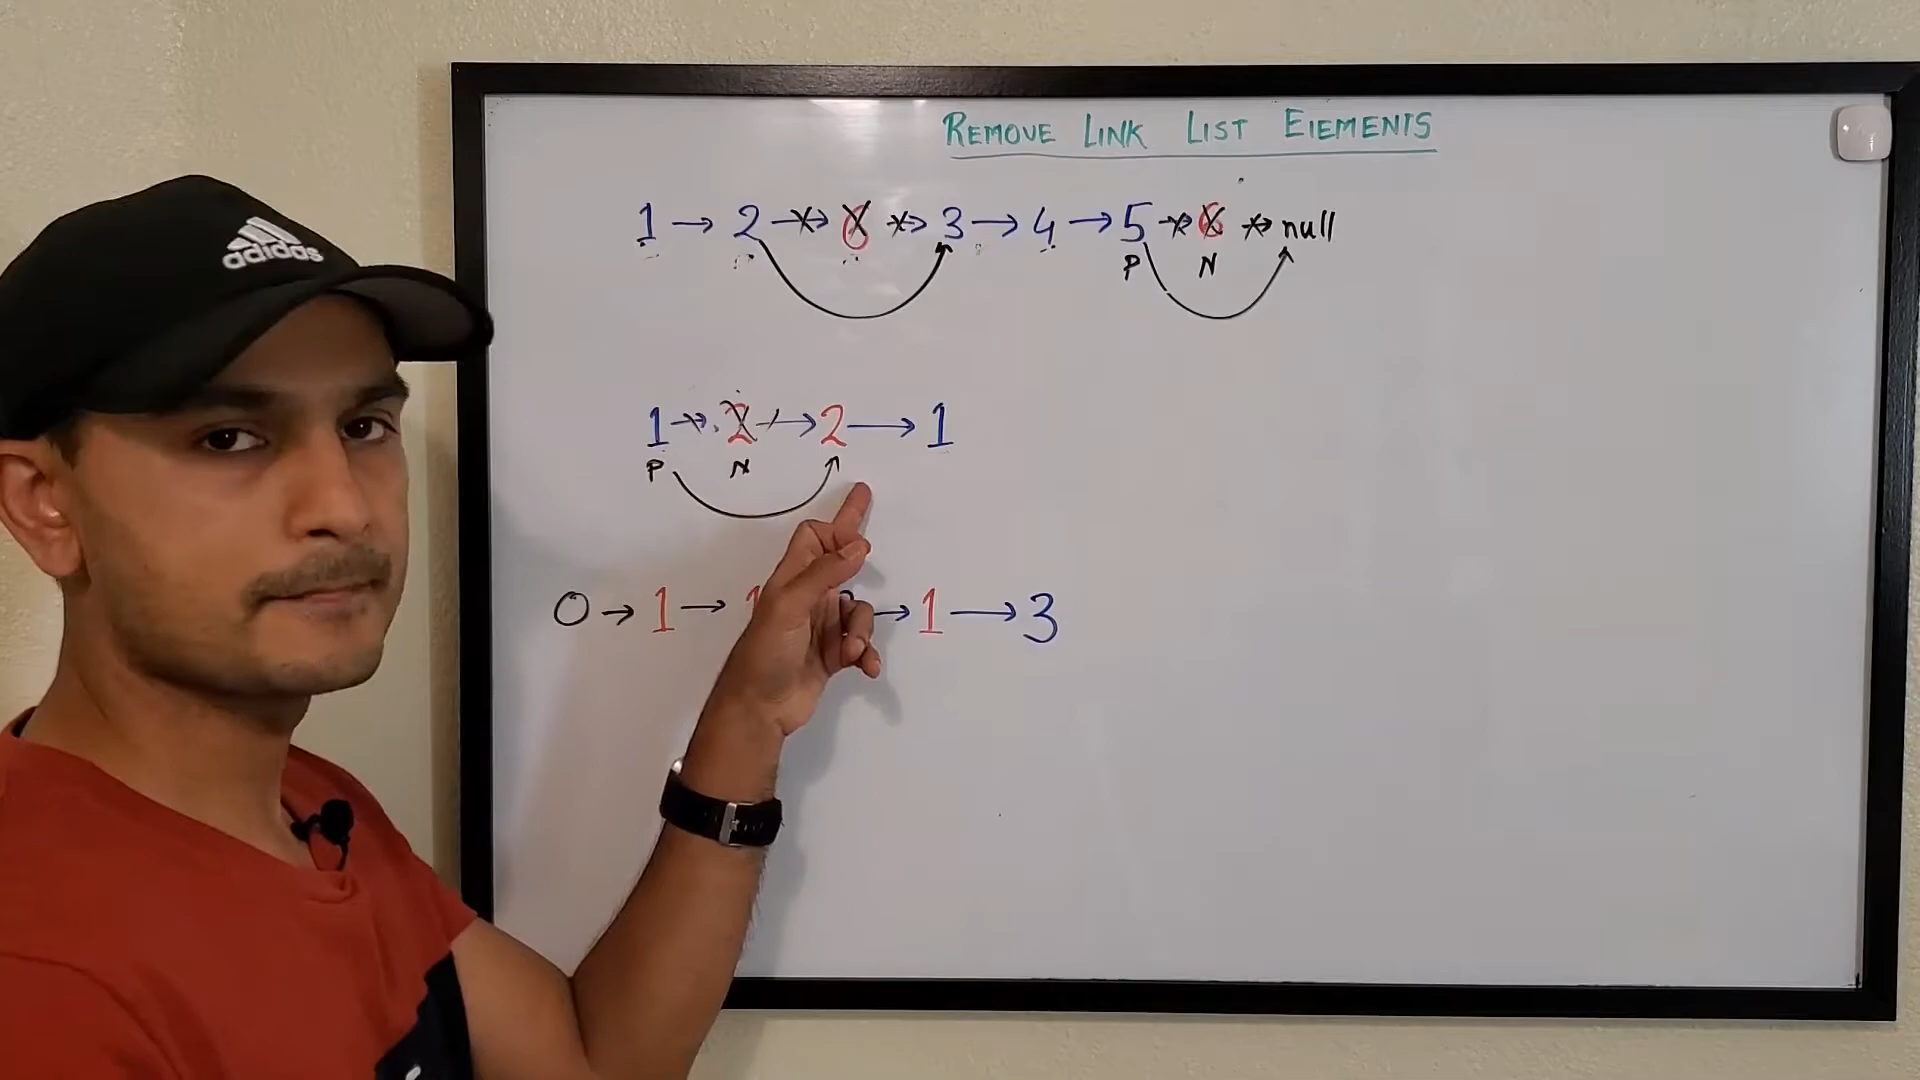 adidas
REMOVE LINK LIST ElEMENTS
1 → 2 → 6 → 3 → 4 → 5 → 6 → null
P N
1 → 2 → 2 → 1
P N
0 → 1 → 1 → 1 → 3